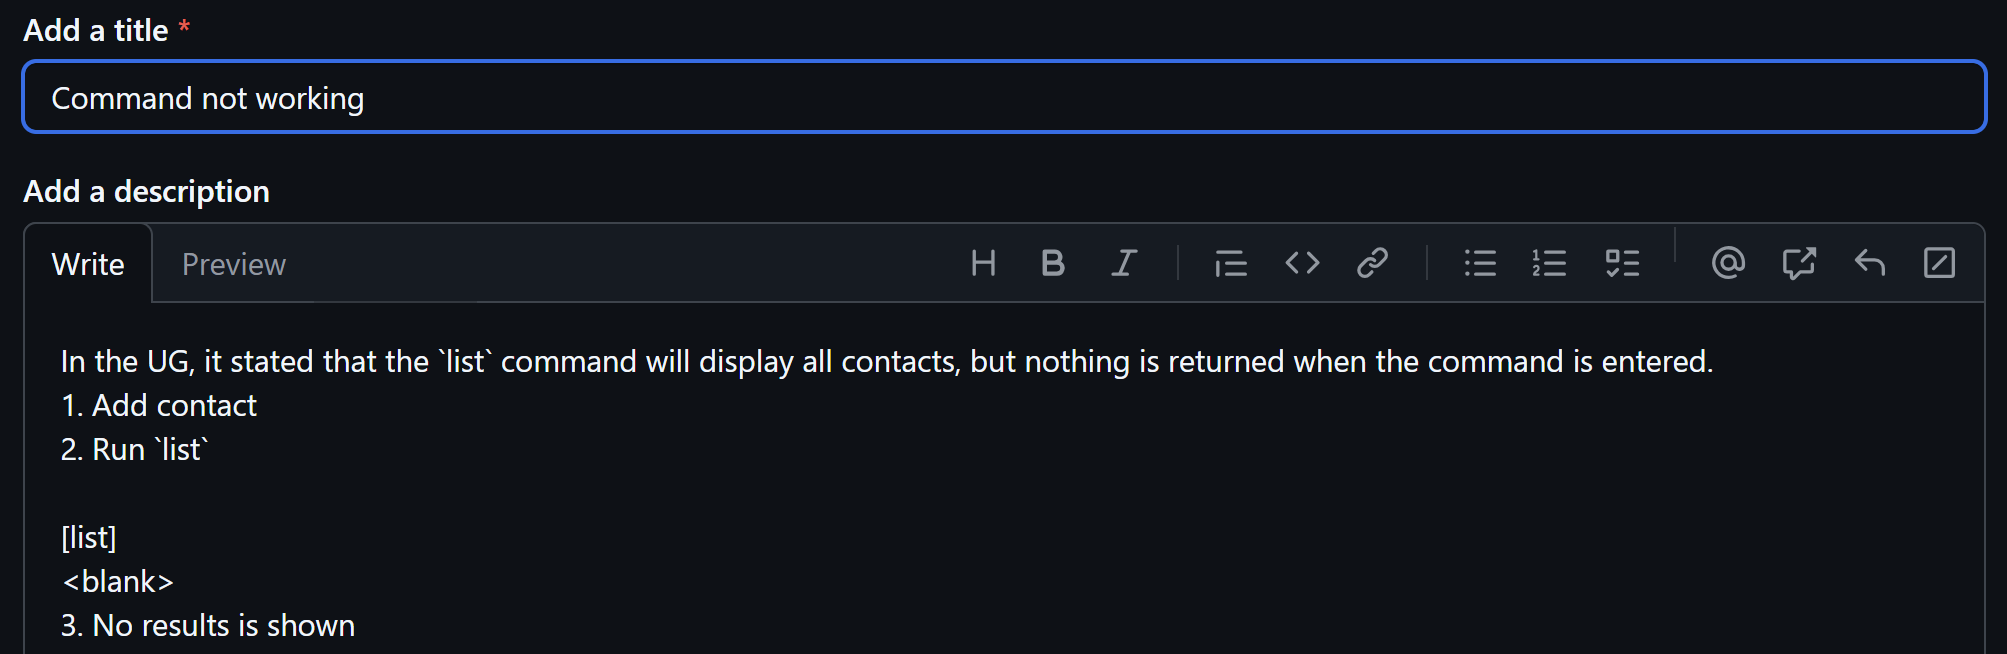 Add a title *
Command not working
Add a description
Write Preview
In the UG, it stated that the `list` command will display all contacts, but nothing is returned when the command is entered.
1. Add contact
2. Run `list`
[list]
<blank>
3. No results is shown